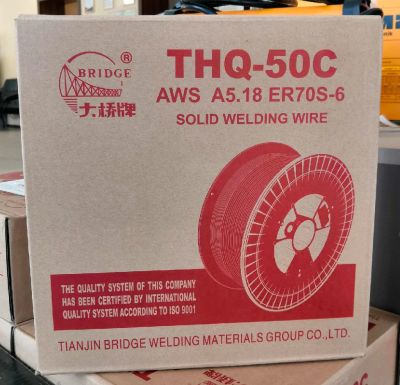 BRIDGE ®
大桥牌
THQ-50C
AWS A5.18 ER70S-6
SOLID WELDING WIRE
THE QUALITY SYSTEM OF THIS COMPANY
HAS BEEN CERTIFIED BY INTERNATIONAL
QUALITY SYSTEM ACCORDING TO ISO 9001
TIANJIN BRIDGE WELDING MATERIALS GROUP CO.,LTD.